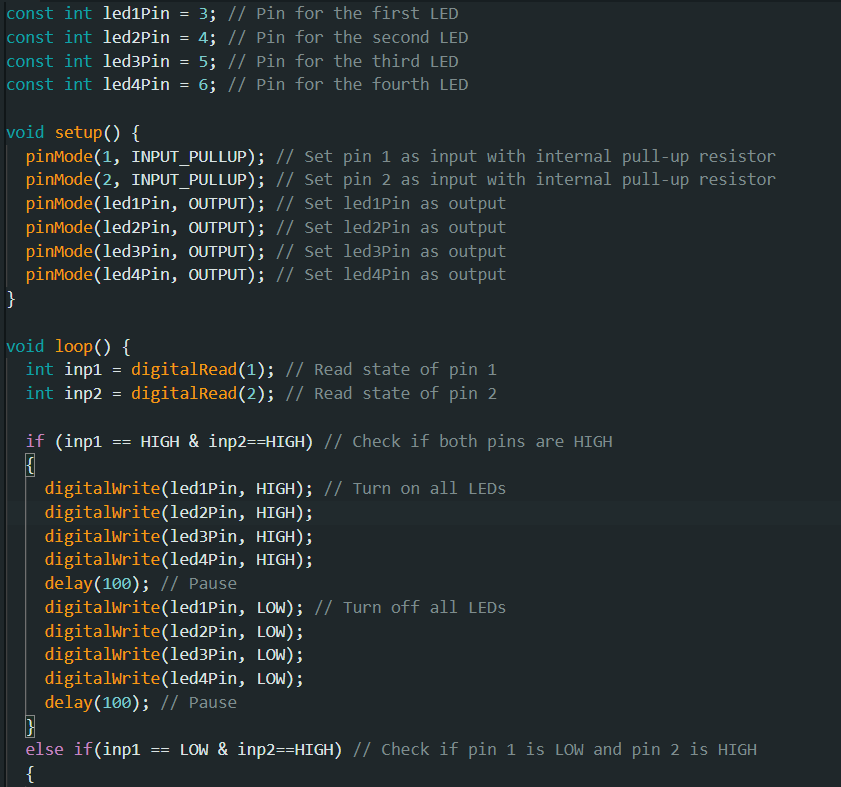 const int led1Pin = 3; // Pin for the first LED
const int led2Pin = 4; // Pin for the second LED
const int led3Pin = 5; // Pin for the third LED
const int led4Pin = 6; // Pin for the fourth LED

void setup() {
  pinMode(1, INPUT_PULLUP); // Set pin 1 as input with internal pull-up resistor
  pinMode(2, INPUT_PULLUP); // Set pin 2 as input with internal pull-up resistor
  pinMode(led1Pin, OUTPUT); // Set led1Pin as output
  pinMode(led2Pin, OUTPUT); // Set led2Pin as output
  pinMode(led3Pin, OUTPUT); // Set led3Pin as output
  pinMode(led4Pin, OUTPUT); // Set led4Pin as output
}

void loop() {
  int inp1 = digitalRead(1); // Read state of pin 1
  int inp2 = digitalRead(2); // Read state of pin 2

  if (inp1 == HIGH & inp2==HIGH) // Check if both pins are HIGH
  {
    digitalWrite(led1Pin, HIGH); // Turn on all LEDs
    digitalWrite(led2Pin, HIGH);
    digitalWrite(led3Pin, HIGH);
    digitalWrite(led4Pin, HIGH);
    delay(100); // Pause
    digitalWrite(led1Pin, LOW); // Turn off all LEDs
    digitalWrite(led2Pin, LOW);
    digitalWrite(led3Pin, LOW);
    digitalWrite(led4Pin, LOW);
    delay(100); // Pause
  }
  else if(inp1 == LOW & inp2==HIGH) // Check if pin 1 is LOW and pin 2 is HIGH
  {